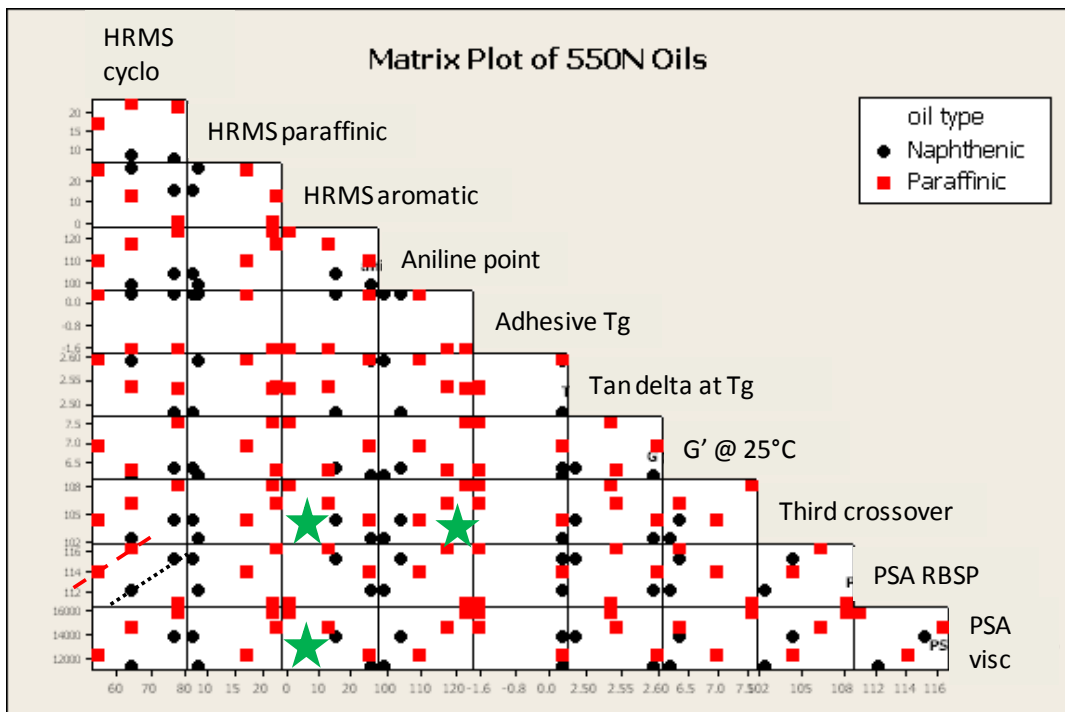 HRMS
cyclo
Matrix Plot of 550N Oils
oil type
Naphthenic
Paraffinic
HRMS paraffinic
HRMS aromatic
Aniline point
Adhesive Tg
Tan delta at Tg
G’ @ 25°C
Third crossover
PSA RBSP
PSA
visc
20
15
10
20
10
0
120
110
100
0.0
-0.8
-1.6
2.60
2.55
2.50
7.5
7.0
6.5
108
105
102
116
114
112
16000
14000
12000
T
G
P
PS
60 70 80 10 15 20 0 10 20 100 110 120 -1.6 -0.8 0.0 2.50 2.55 2.60 6.5 7.0 7.5 102 105 108 112 114 116